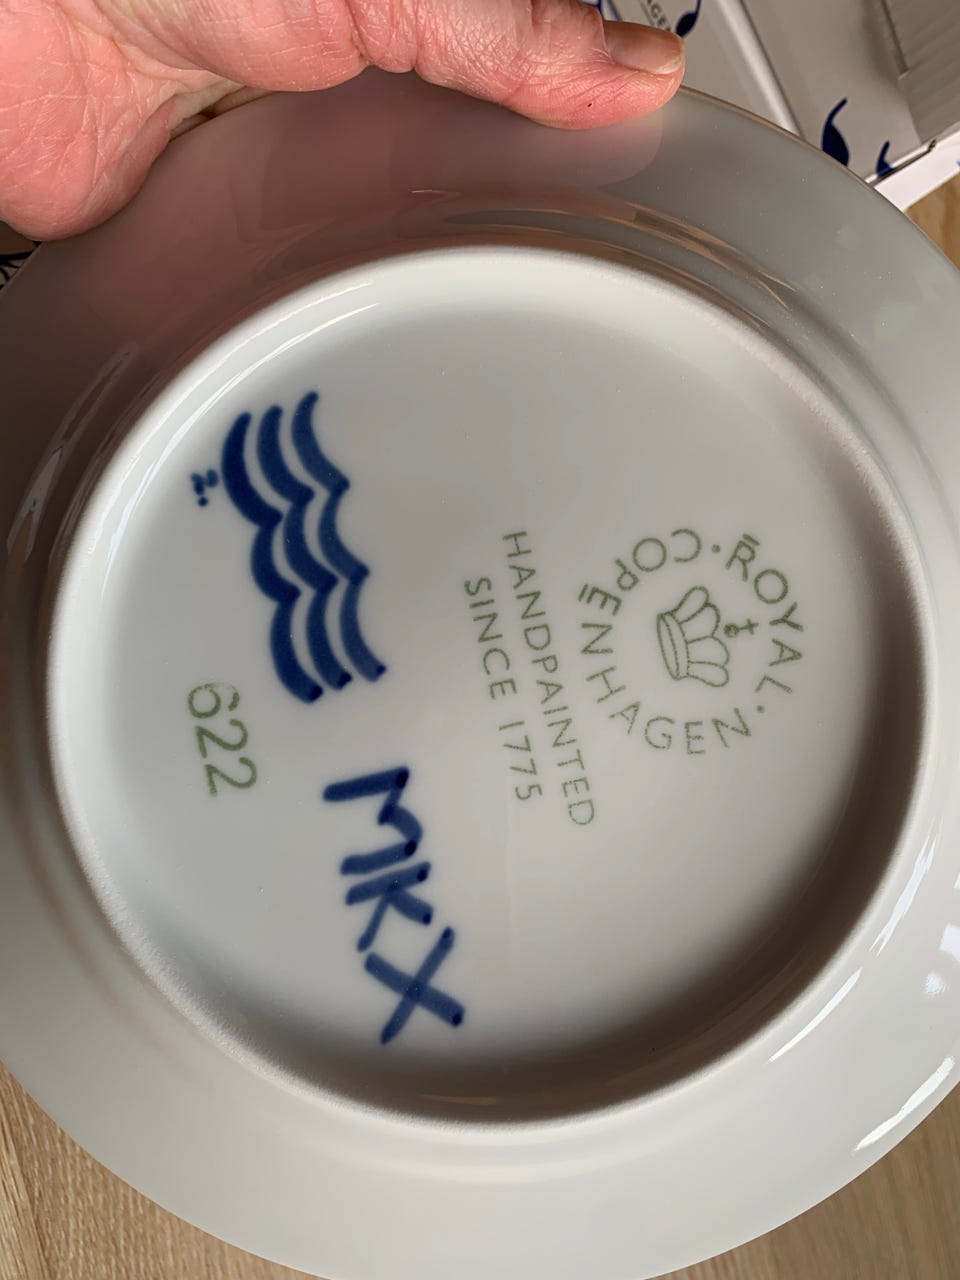 ROYAL · COPENHAGEN ·
HANDPAINTED
SINCE 1775
MKX
622